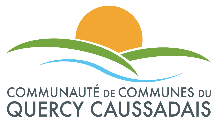 COMMUNAUTÉ DE COMMUNES DU
QUERCY CAUSSADAIS